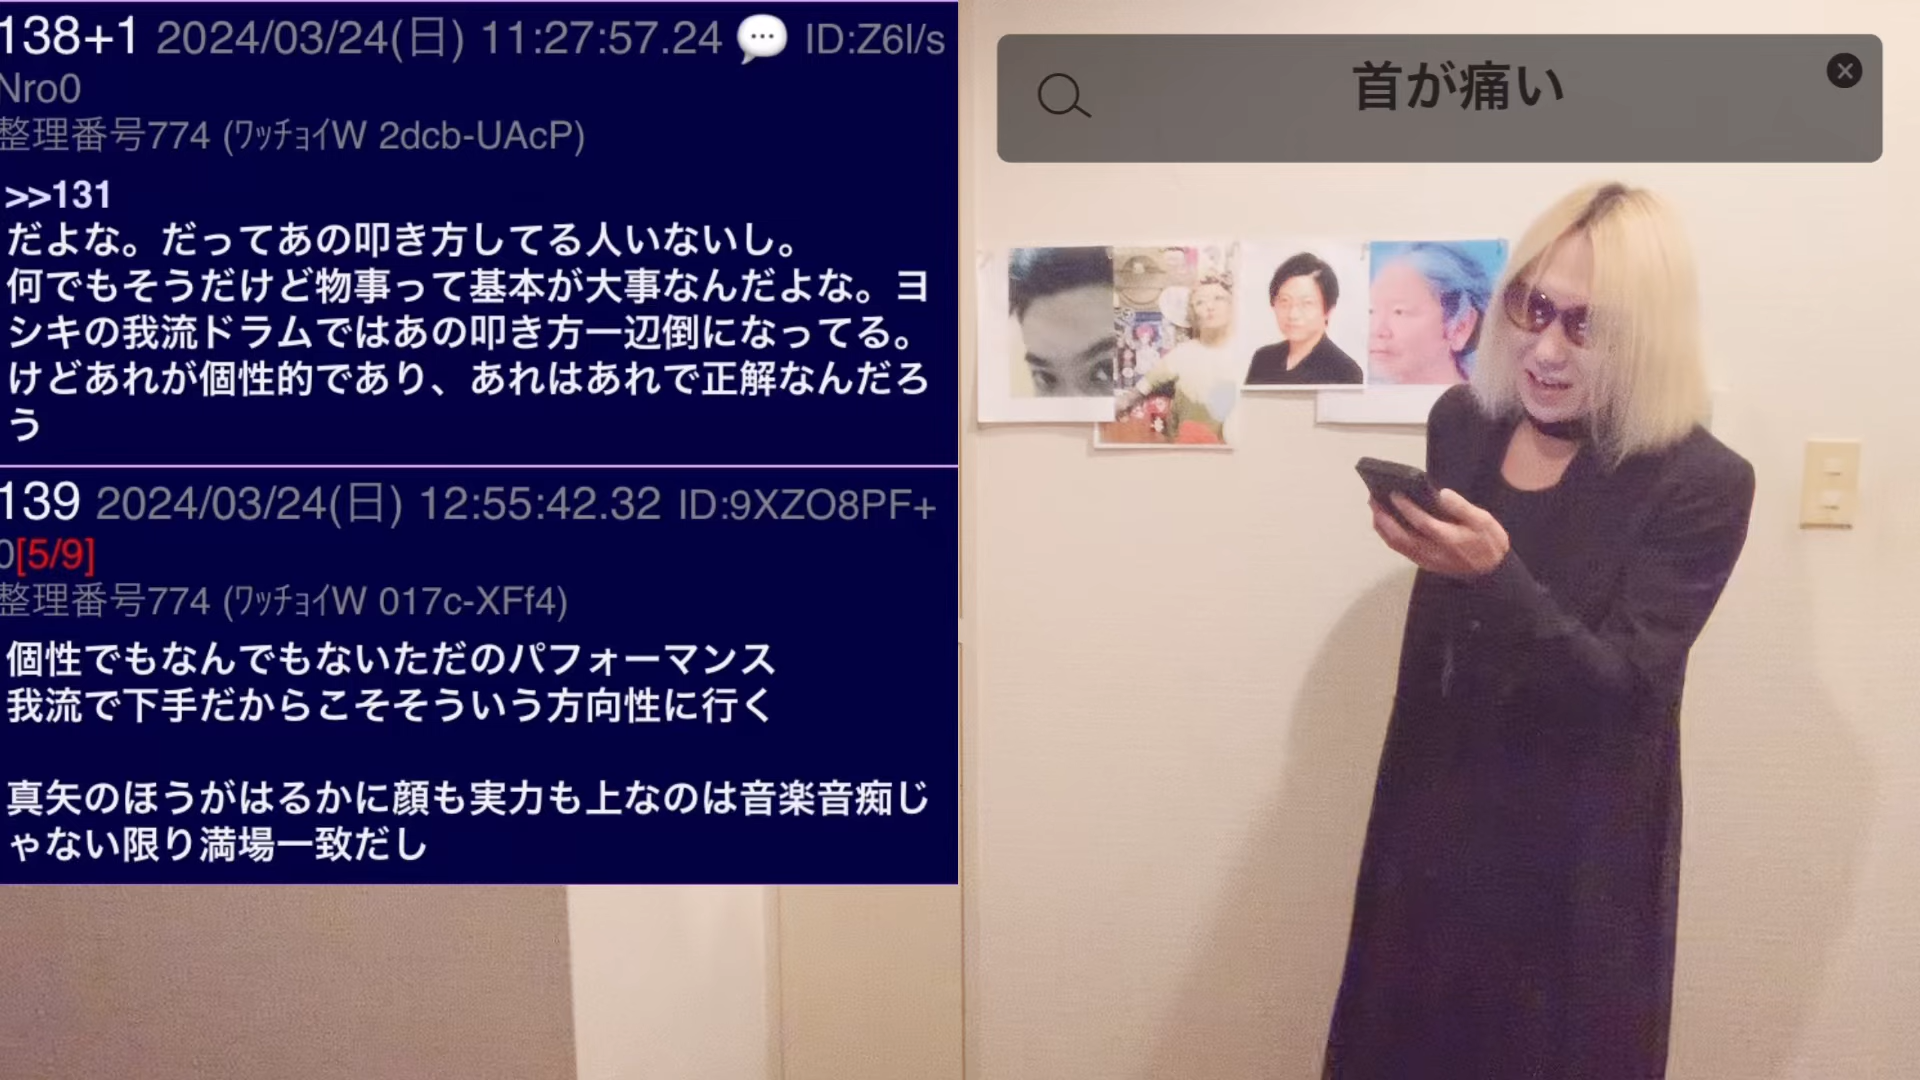 138+1 2024/03/24(日) 11:27:57.24 💬 ID:Z6l/s
Nro0
整理番号774 (ﾜｯﾁｮｲW 2dcb-UAcP)
>>131
だよな。だってあの叩き方してる人いないし。
何でもそうだけど物事って基本が大事なんだよな。ヨ
シキの我流ドラムではあの叩き方一辺倒になってる。
けどあれが個性的であり、あれはあれで正解なんだろ
う
139 2024/03/24(日) 12:55:42.32 ID:9XZO8PF+
0[5/9]
整理番号774 (ﾜｯﾁｮｲW 017c-XFf4)
個性でもなんでもないただのパフォーマンス
我流で下手だからこそそういう方向性に行く
真矢のほうがはるかに顔も実力も上なのは音楽音痴じ
ゃない限り満場一致だし
首が痛い